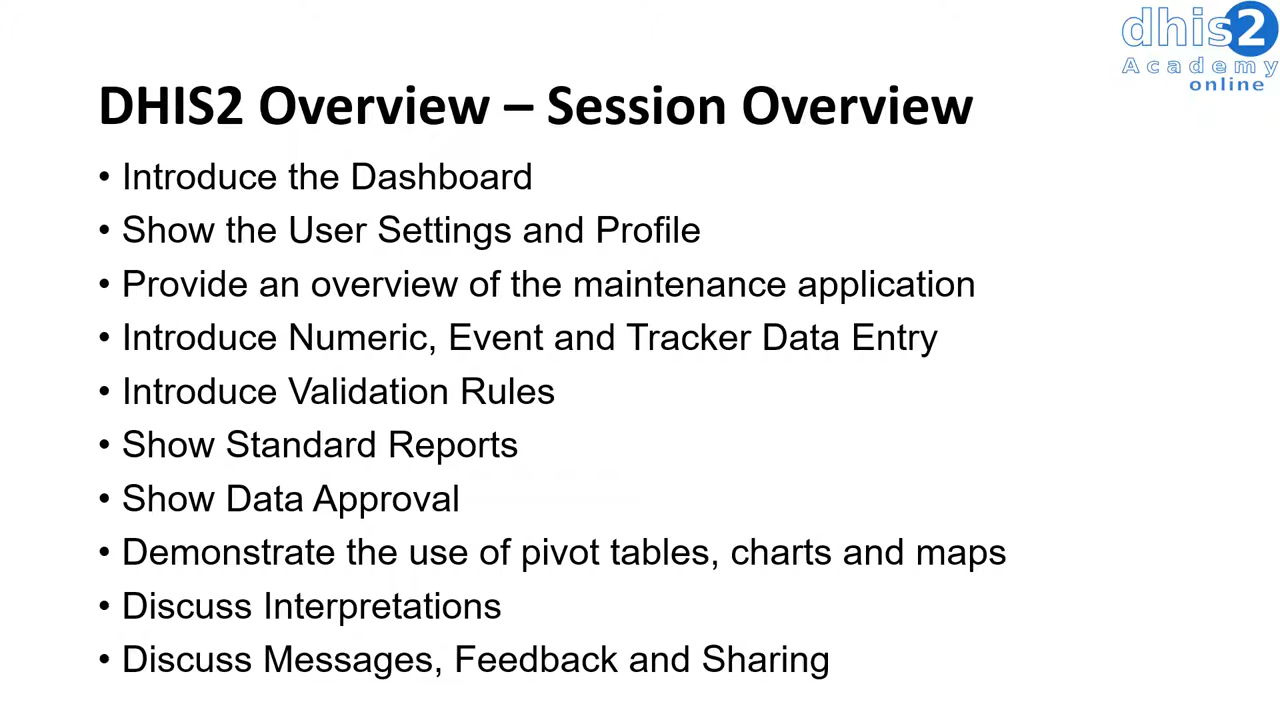 dhis2
Academy
online
DHIS2 Overview – Session Overview
• Introduce the Dashboard
• Show the User Settings and Profile
• Provide an overview of the maintenance application
• Introduce Numeric, Event and Tracker Data Entry
• Introduce Validation Rules
• Show Standard Reports
• Show Data Approval
• Demonstrate the use of pivot tables, charts and maps
• Discuss Interpretations
• Discuss Messages, Feedback and Sharing